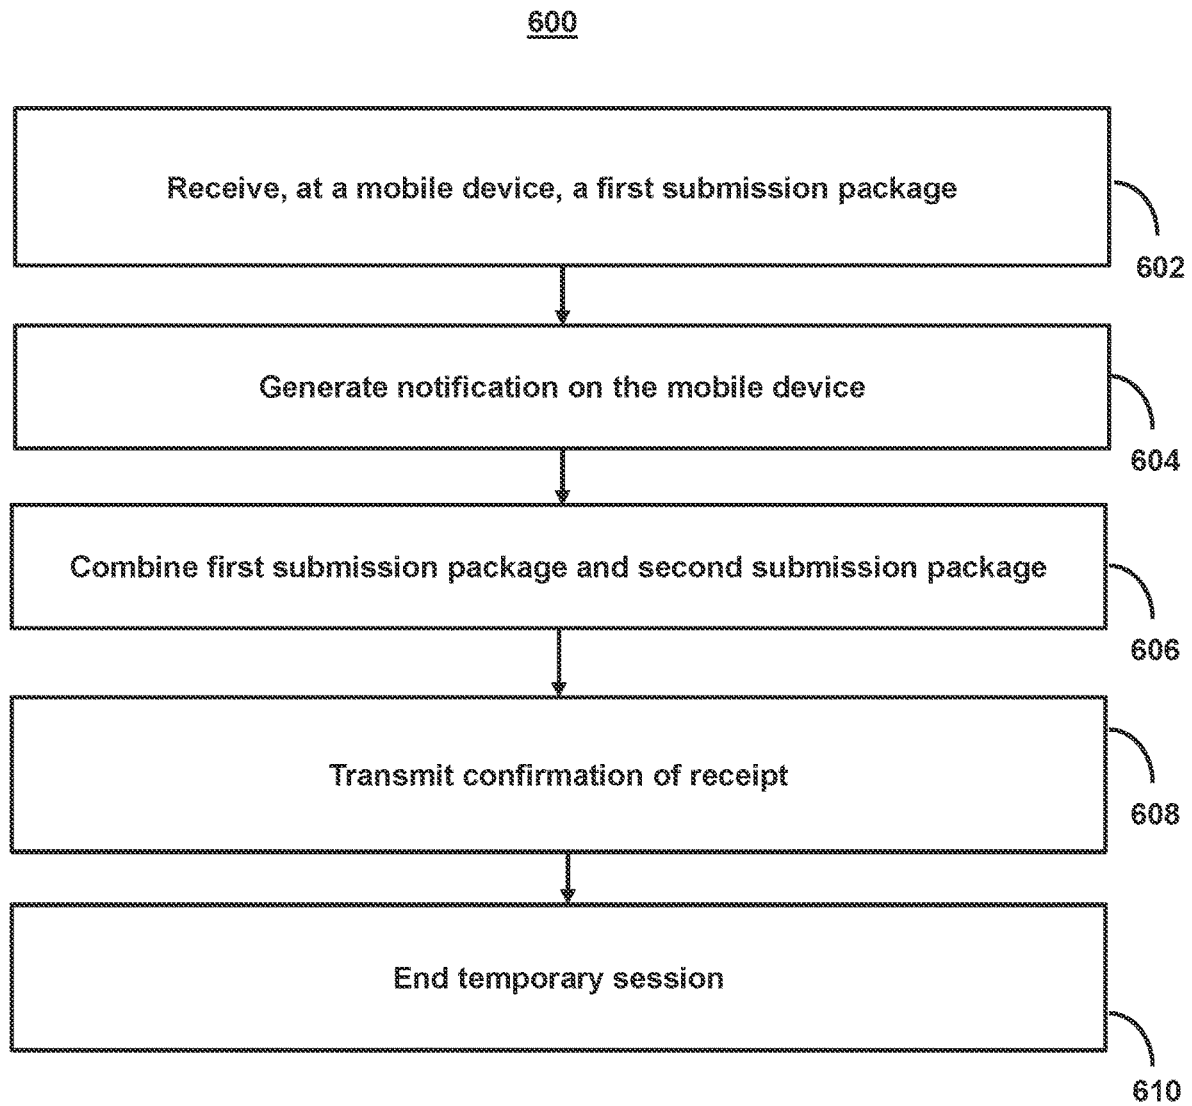 600
Receive, at a mobile device, a first submission package
602
Generate notification on the mobile device
604
Combine first submission package and second submission package
606
Transmit confirmation of receipt
608
End temporary session
610